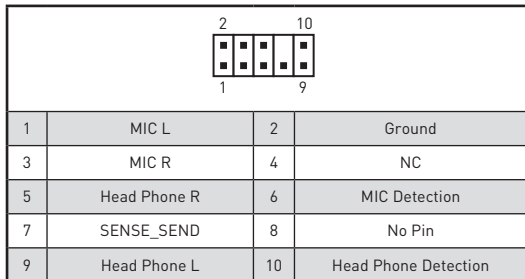 2 10
1 9
1 MIC L 2 Ground
3 MIC R 4 NC
5 Head Phone R 6 MIC Detection
7 SENSE_SEND 8 No Pin
9 Head Phone L 10 Head Phone Detection